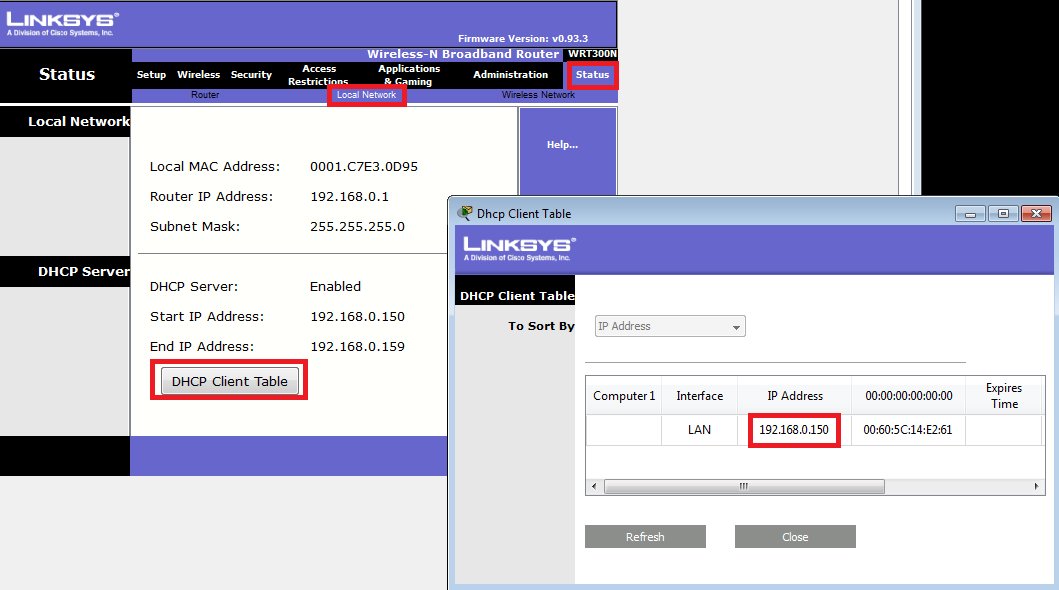 LINKSYS®
A Division of Cisco Systems, Inc.
Firmware Version: v0.93.3
Wireless-N Broadband Router WRT300N
Status
Setup Wireless Security Access Restrictions Applications & Gaming Administration Status
Router Local Network Wireless Network
Local Network
Help...
Local MAC Address: 0001.C7E3.0D95
Router IP Address: 192.168.0.1
Subnet Mask: 255.255.255.0
DHCP Server
DHCP Server: Enabled
Start IP Address: 192.168.0.150
End IP Address: 192.168.0.159
DHCP Client Table
Dhcp Client Table
LINKSYS®
A Division of Cisco Systems, Inc.
DHCP Client Table
To Sort By IP Address
Computer 1 Interface IP Address 00:00:00:00:00:00 Expires Time
LAN 192.168.0.150 00:60:5C:14:E2:61
Refresh Close